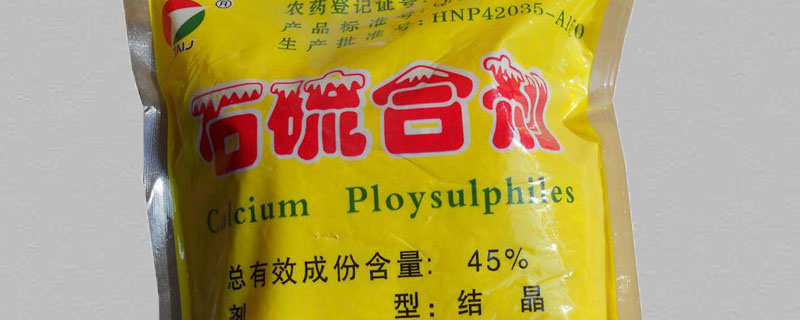 ®
农药登记证号:
产品标准号:
生产批准号: HNP42035-A
石硫合剂
Calcium Ploysulphiles
总有效成份含量: 45%
剂型: 结晶